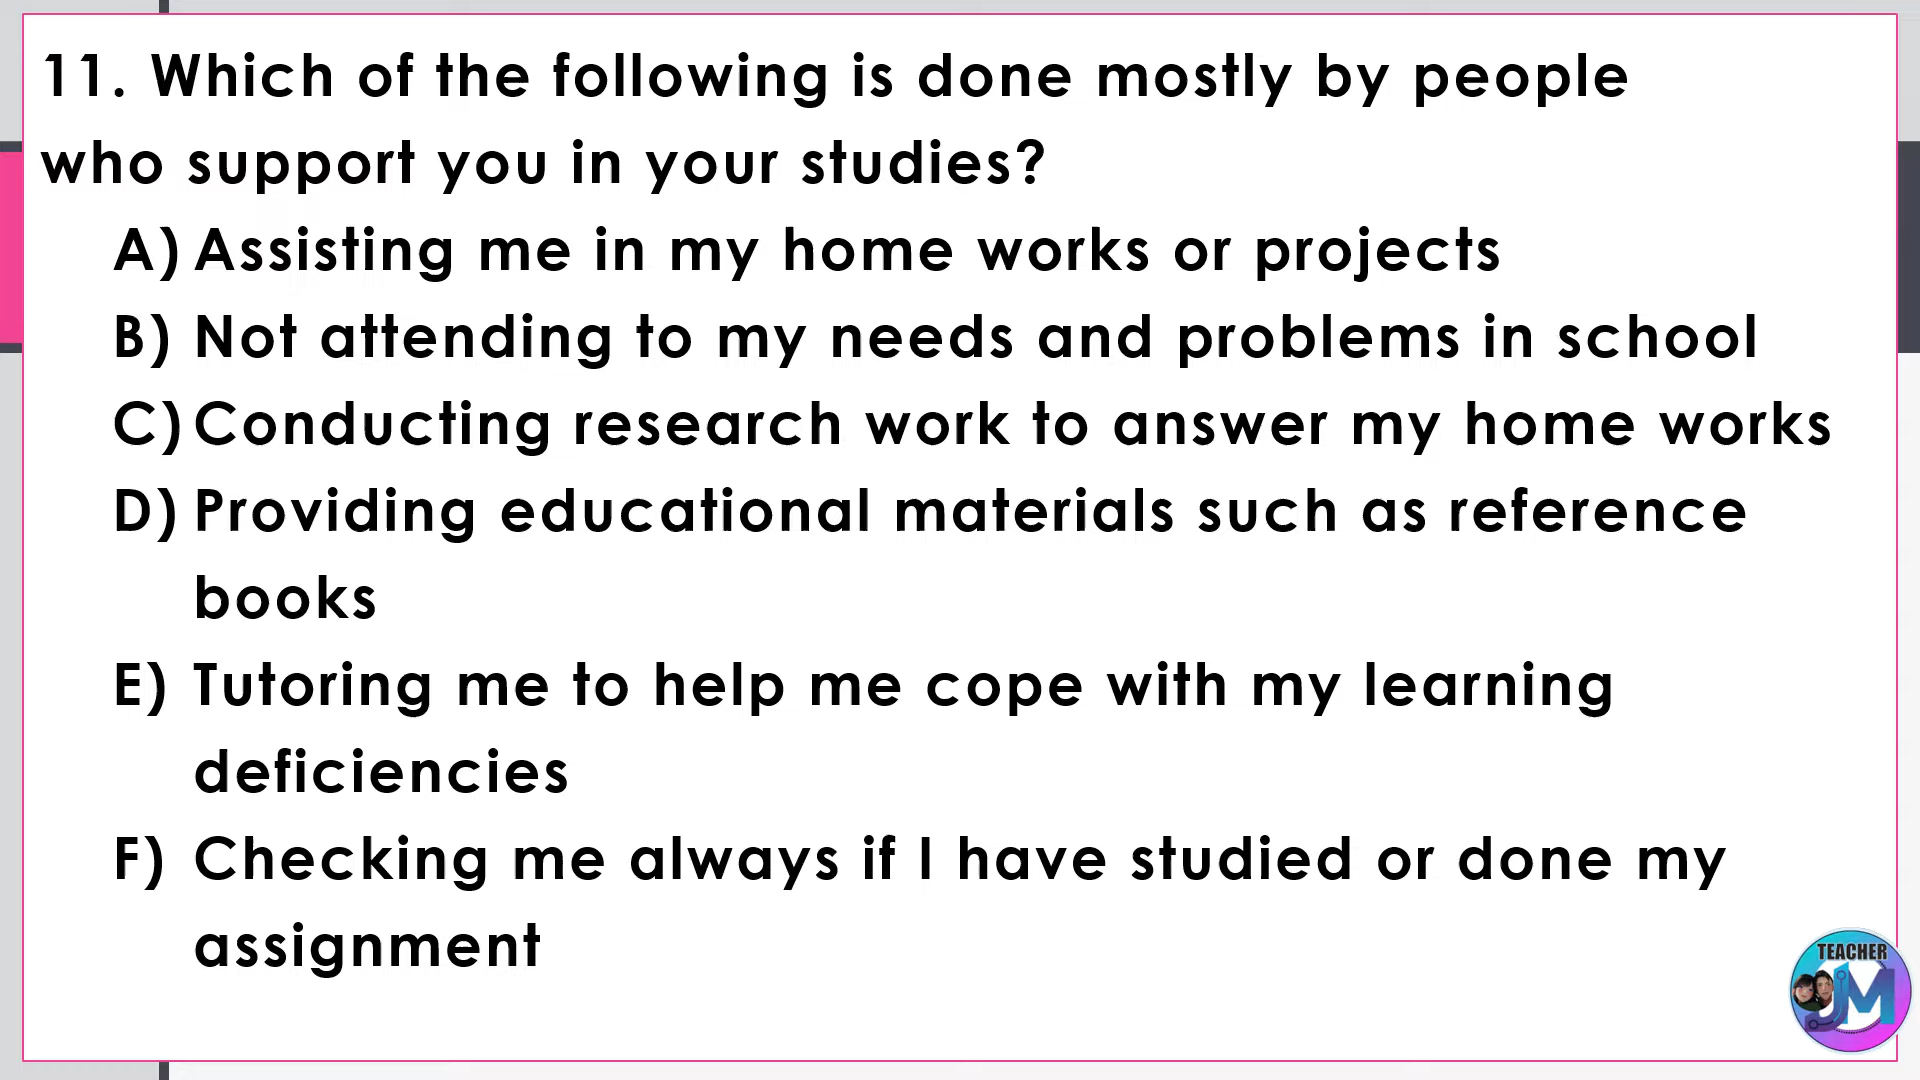 11. Which of the following is done mostly by people
who support you in your studies?
A) Assisting me in my home works or projects
B) Not attending to my needs and problems in school
C) Conducting research work to answer my home works
D) Providing educational materials such as reference
books
E) Tutoring me to help me cope with my learning
deficiencies
F) Checking me always if I have studied or done my
assignment
TEACHER
JM